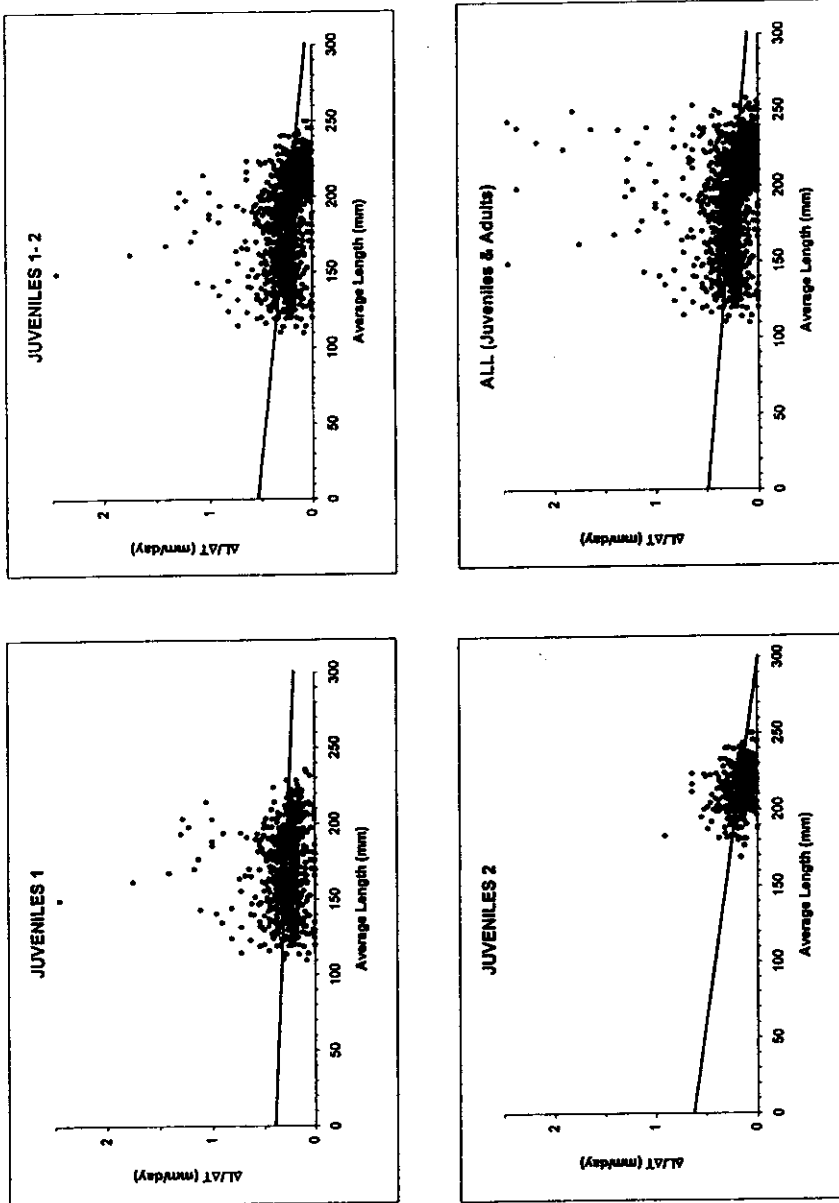 JUVENILES 1
ΔL/ΔT (mm/day)
2
1
0
0 50 100 150 200 250 300
Average Length (mm)
JUVENILES 1- 2
ΔL/ΔT (mm/day)
2
1
0
0 50 100 150 200 250 300
Average Length (mm)
JUVENILES 2
ΔL/ΔT (mm/day)
2
1
0
0 50 100 150 200 250 300
Average Length (mm)
ALL (Juveniles & Adults)
ΔL/ΔT (mm/day)
2
1
0
0 50 100 150 200 250 300
Average Length (mm)